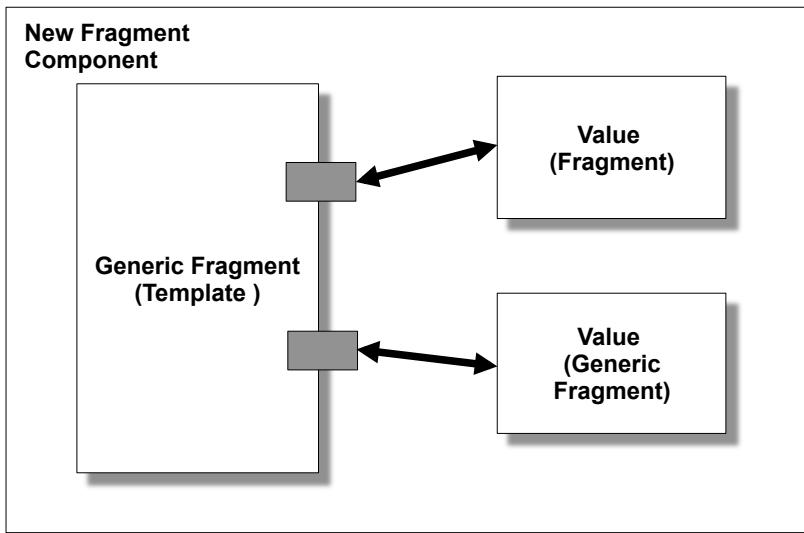 New Fragment
Component
Value
(Fragment)
Generic Fragment
(Template )
Value
(Generic
Fragment)